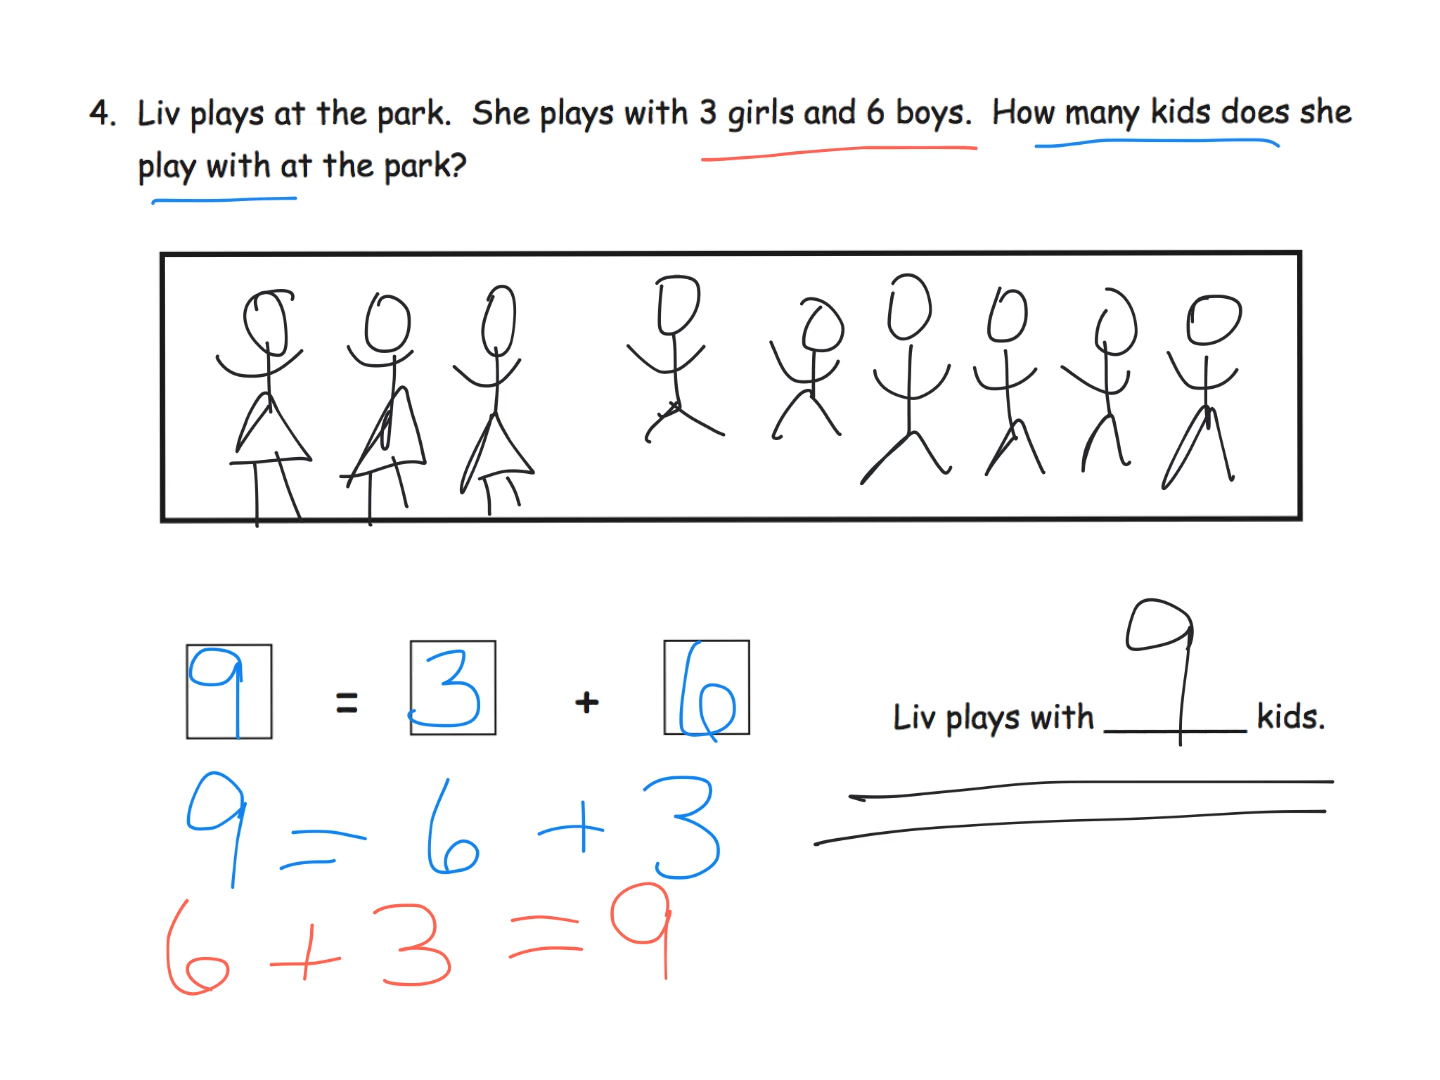 4. Liv plays at the park. She plays with 3 girls and 6 boys. How many kids does she
play with at the park?
9 = 3 + 6
Liv plays with 9 kids.
9 = 6 + 3
6 + 3 = 9